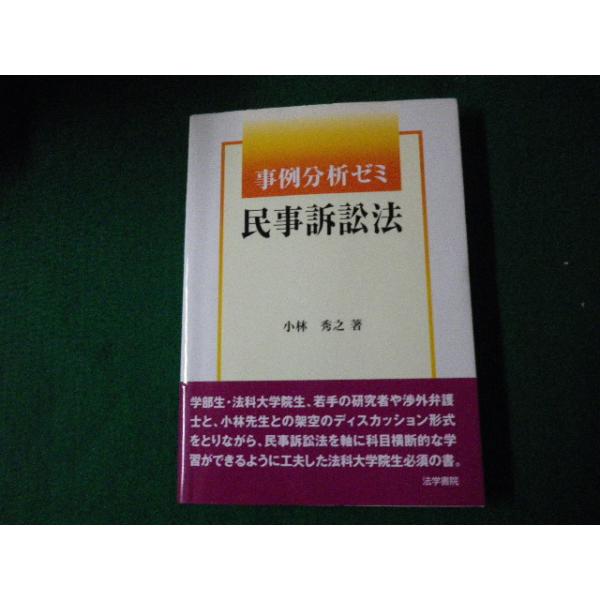 事例分析ゼミ
民事訴訟法
小林 秀之 著
学部生・法科大学院生、若手の研究者や渉外弁護
士と、小林先生との架空のディスカッション形式
をとりながら、民事訴訟法を軸に科目横断的な学
習ができるように工夫した法科大学院生必須の書。
法学書院